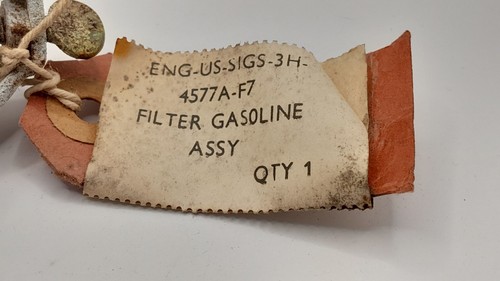 ENG-US-SIGS-3H-
4577A-F7
FILTER GASOLINE
ASSY
QTY 1